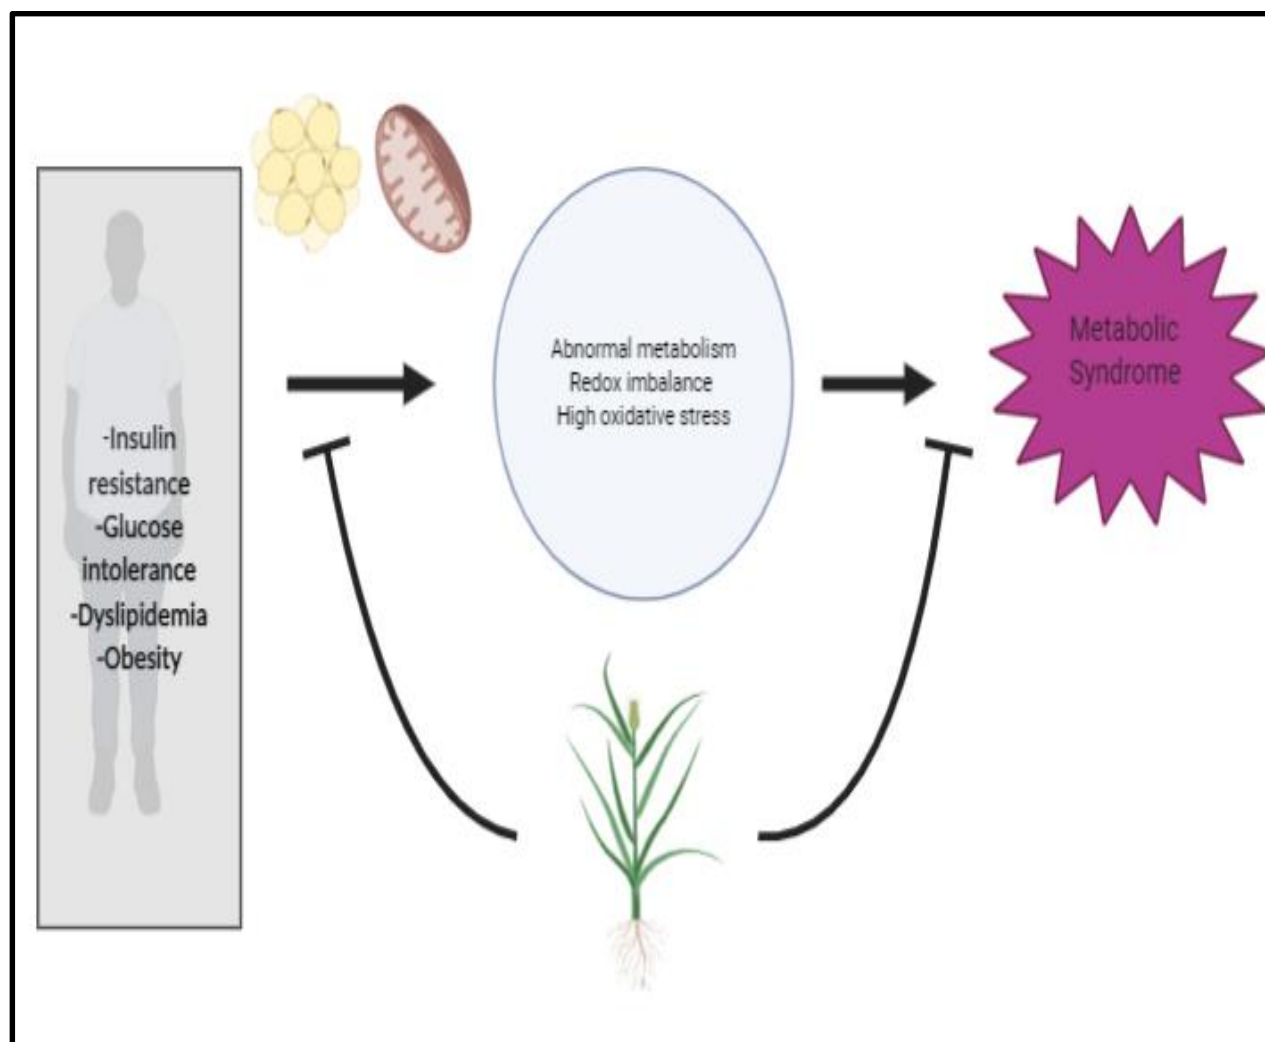 -Insulin
resistance
-Glucose
intolerance
-Dyslipidemia
-Obesity
Abnormal metabolism
Redox imbalance
High oxidative stress
Metabolic
Syndrome